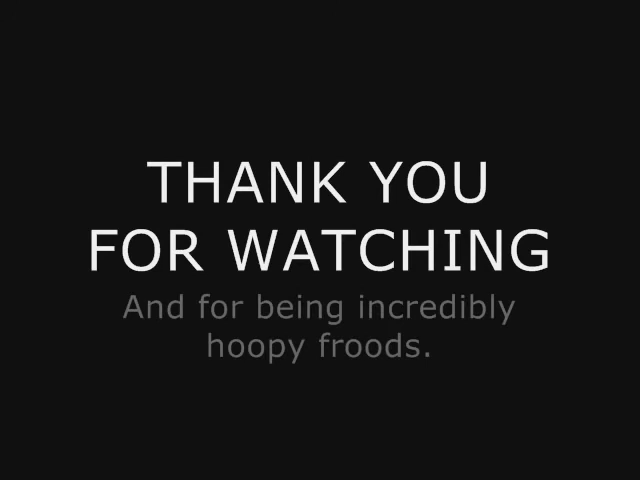 THANK YOU
FOR WATCHING
And for being incredibly
hoopy froods.